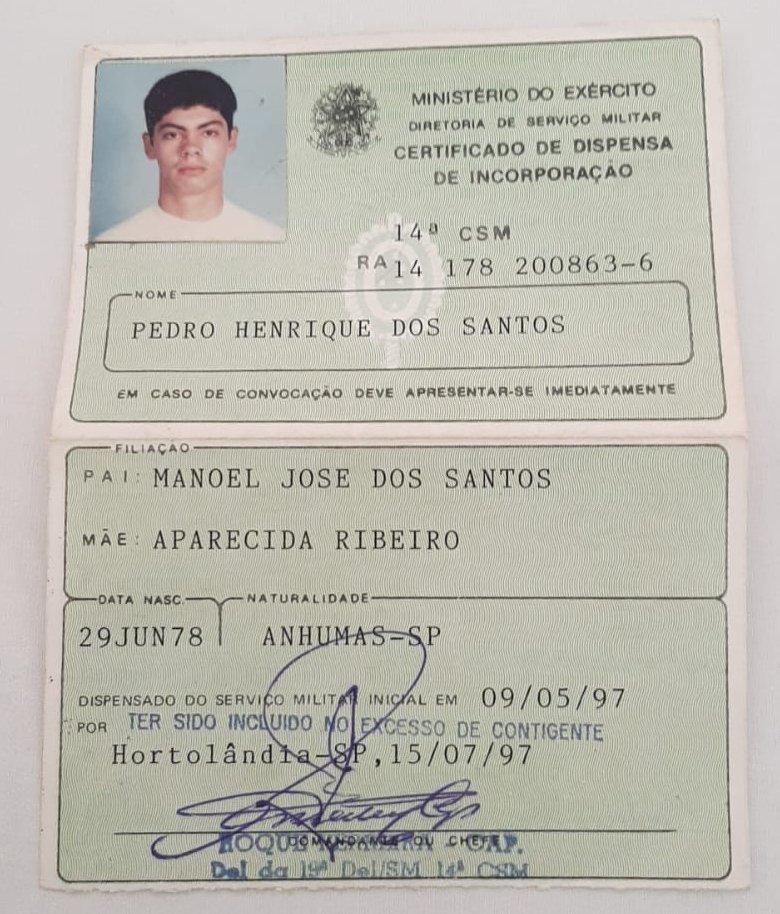 MINISTÉRIO DO EXÉRCITO
DIRETORIA DE SERVIÇO MILITAR
CERTIFICADO DE DISPENSA
DE INCORPORAÇÃO
14ª CSM
RA 14 178 200863-6
NOME
PEDRO HENRIQUE DOS SANTOS
EM CASO DE CONVOCAÇÃO DEVE APRESENTAR-SE IMEDIATAMENTE
FILIAÇÃO
PAI: MANOEL JOSE DOS SANTOS
MÃE: APARECIDA RIBEIRO
DATA NASC. NATURALIDADE
29JUN78 ANHUMAS-SP
DISPENSADO DO SERVIÇO MILITAR INICIAL EM 09/05/97
POR TER SIDO INCLUIDO NO EXCESSO DE CONTIGENTE
Hortolândia-SP, 15/07/97
COMANDANTE OU CHEFE
Del da 19ª Del/SM 14ª CSM